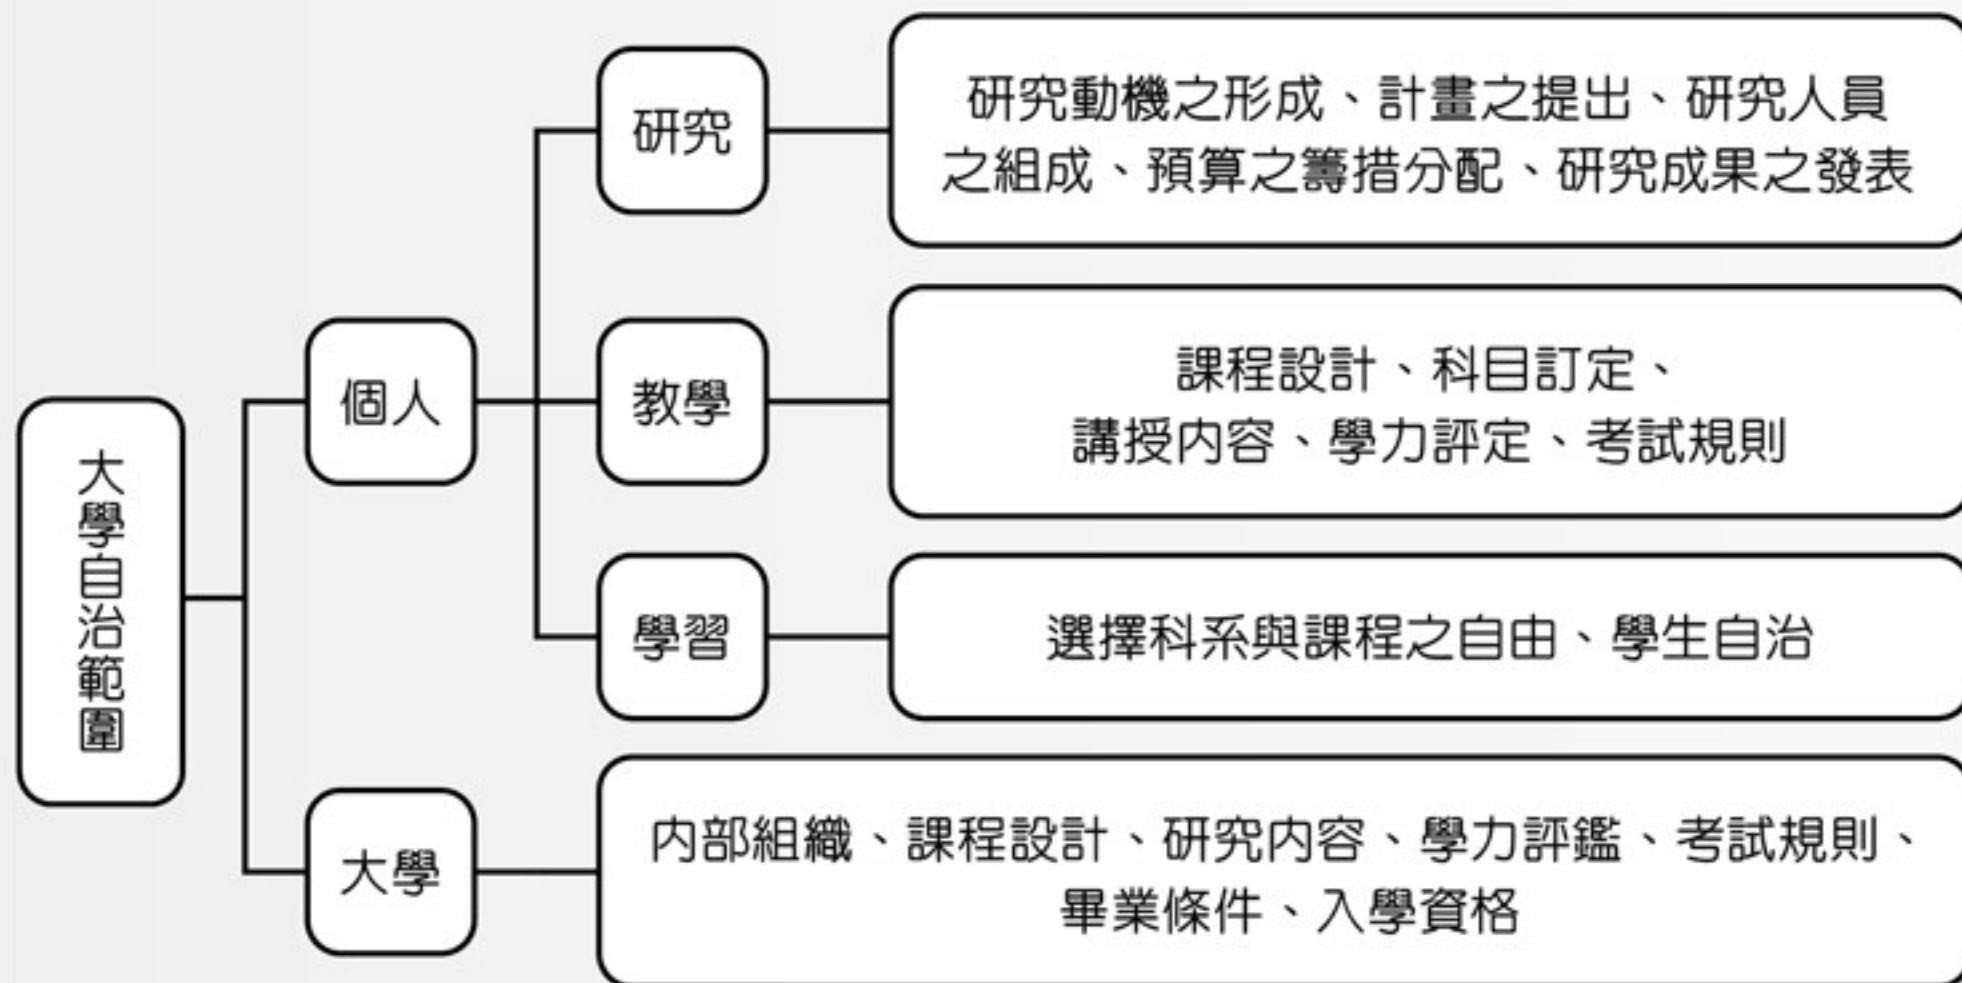 大學自治範圍
個人
研究
研究動機之形成、計畫之提出、研究人員
之組成、預算之籌措分配、研究成果之發表
教學
課程設計、科目訂定、
講授內容、學力評定、考試規則
學習
選擇科系與課程之自由、學生自治
大學
內部組織、課程設計、研究內容、學力評鑑、考試規則、
畢業條件、入學資格